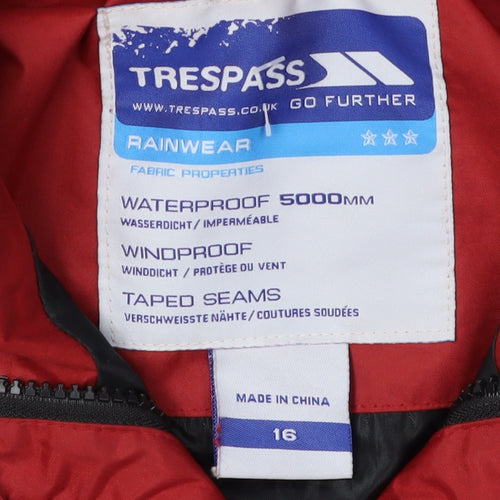 TRESPASS
WWW.TRESPASS.CO.UK GO FURTHER
RAINWEAR
FABRIC PROPERTIES
WATERPROOF 5000MM
WASSERDICHT / IMPERMÉABLE
WINDPROOF
WINDDICHT / PROTÈGE DU VENT
TAPED SEAMS
VERSCHWEISSTE NÄHTE / COUTURES SOUDÉES
MADE IN CHINA
16